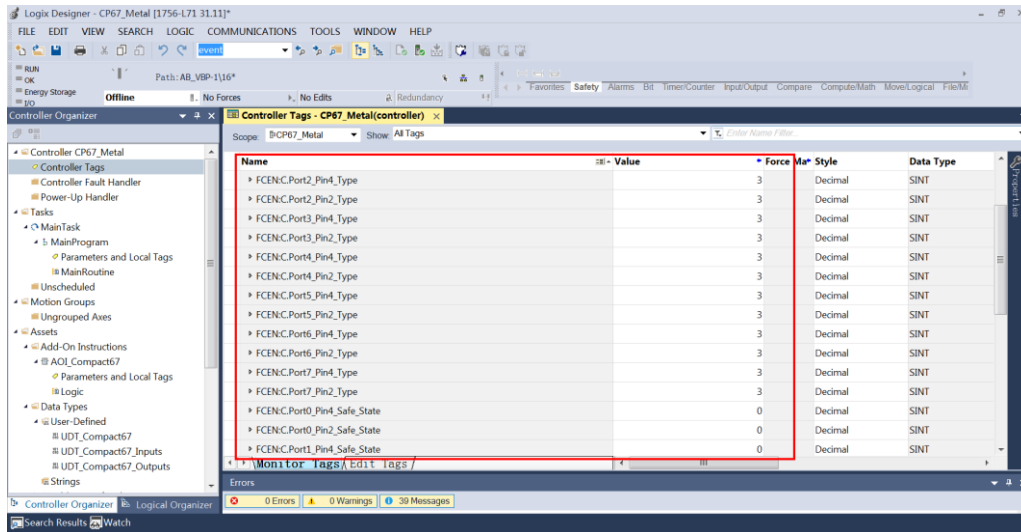 Logix Designer - CP67_Metal [1756-L71 31.11]*
FILE EDIT VIEW SEARCH LOGIC COMMUNICATIONS TOOLS WINDOW HELP
event
RUN
OK
Energy Storage
I/O
Path: AB_VBP-1\16*
Offline
No Forces
No Edits
Redundancy
Favorites Safety Alarms Bit Timer/Counter Input/Output Compare Compute/Math Move/Logical File/Mi
Controller Organizer
Controller Tags - CP67_Metal(controller)
Scope: CP67_Metal Show: All Tags Enter Name Filter...
Controller CP67_Metal
Controller Tags
Controller Fault Handler
Power-Up Handler
Tasks
MainTask
MainProgram
Parameters and Local Tags
MainRoutine
Unscheduled
Motion Groups
Ungrouped Axes
Assets
Add-On Instructions
AOI_Compact67
Parameters and Local Tags
Logic
Data Types
User-Defined
UDT_Compact67
UDT_Compact67_Inputs
UDT_Compact67_Outputs
Strings
Controller Organizer Logical Organizer
Name Value Force Ma Style Data Type
FCEN:C.Port2_Pin4_Type 3 Decimal SINT
FCEN:C.Port2_Pin2_Type 3 Decimal SINT
FCEN:C.Port3_Pin4_Type 3 Decimal SINT
FCEN:C.Port3_Pin2_Type 3 Decimal SINT
FCEN:C.Port4_Pin4_Type 3 Decimal SINT
FCEN:C.Port4_Pin2_Type 3 Decimal SINT
FCEN:C.Port5_Pin4_Type 3 Decimal SINT
FCEN:C.Port5_Pin2_Type 3 Decimal SINT
FCEN:C.Port6_Pin4_Type 3 Decimal SINT
FCEN:C.Port6_Pin2_Type 3 Decimal SINT
FCEN:C.Port7_Pin4_Type 3 Decimal SINT
FCEN:C.Port7_Pin2_Type 3 Decimal SINT
FCEN:C.Port0_Pin4_Safe_State 0 Decimal SINT
FCEN:C.Port0_Pin2_Safe_State 0 Decimal SINT
FCEN:C.Port1_Pin4_Safe_State 0 Decimal SINT
Monitor Tags Edit Tags
Properties
Errors
0 Errors 0 Warnings 39 Messages
Search Results Watch